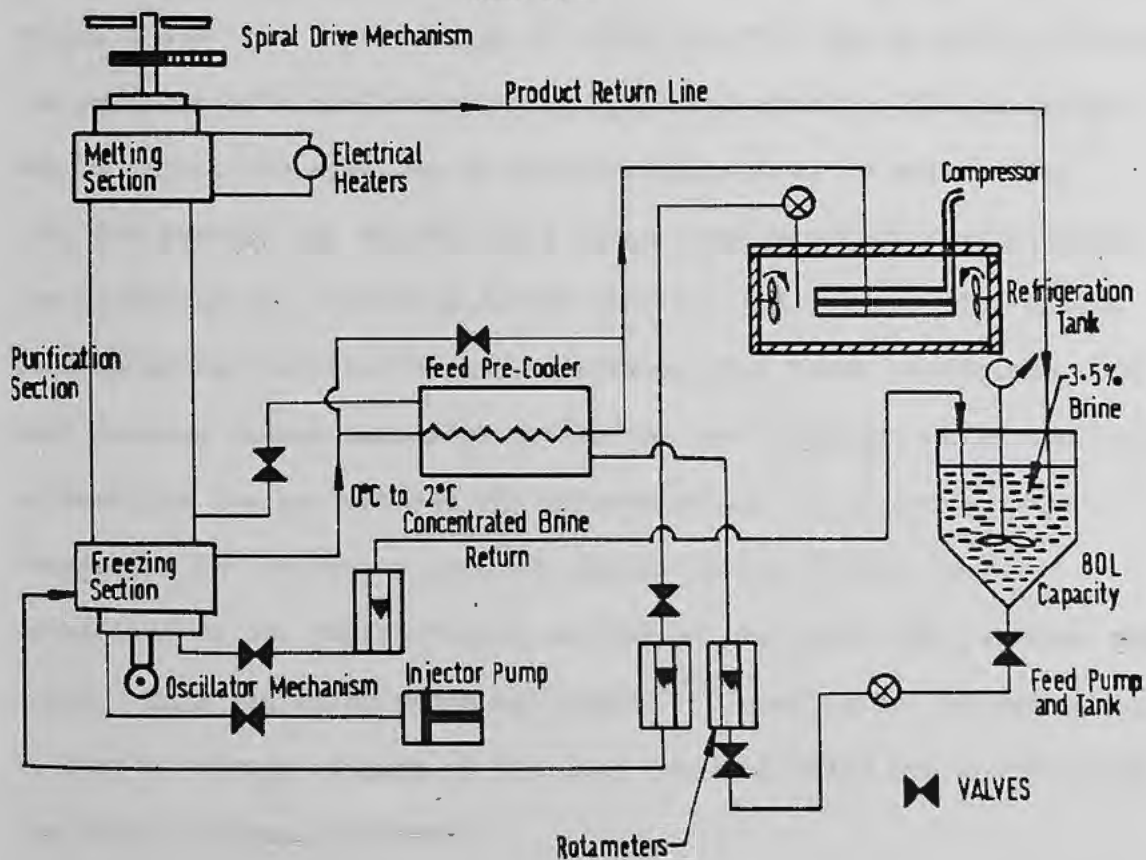 Spiral Drive Mechanism
Product Return Line
Melting
Section
Electrical
Heaters
Compressor
Refrigeration
Tank
Purification
Section
Feed Pre-Cooler
3·5%
Brine
0°C to 2°C
Concentrated Brine
Return
Freezing
Section
80L
Capacity
Oscillator Mechanism
Injector Pump
Feed Pump
and Tank
VALVES
Rotameters